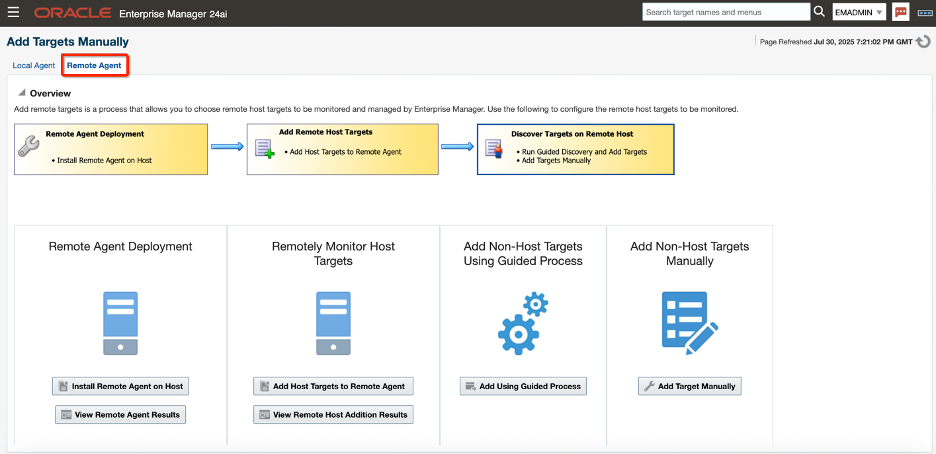 ORACLE Enterprise Manager 24ai
Search target names and menus
EMADMIN
Add Targets Manually
Page Refreshed Jul 30, 2025 7:21:02 PM GMT
Local Agent
Remote Agent
Overview
Add remote targets is a process that allows you to choose remote host targets to be monitored and managed by Enterprise Manager. Use the following to configure the remote host targets to be monitored.
Remote Agent Deployment
• Install Remote Agent on Host
Add Remote Host Targets
• Add Host Targets to Remote Agent
Discover Targets on Remote Host
• Run Guided Discovery and Add Targets
• Add Targets Manually
Remote Agent Deployment
Install Remote Agent on Host
View Remote Agent Results
Remotely Monitor Host
Targets
Add Host Targets to Remote Agent
View Remote Host Addition Results
Add Non-Host Targets
Using Guided Process
Add Using Guided Process
Add Non-Host Targets
Manually
Add Target Manually